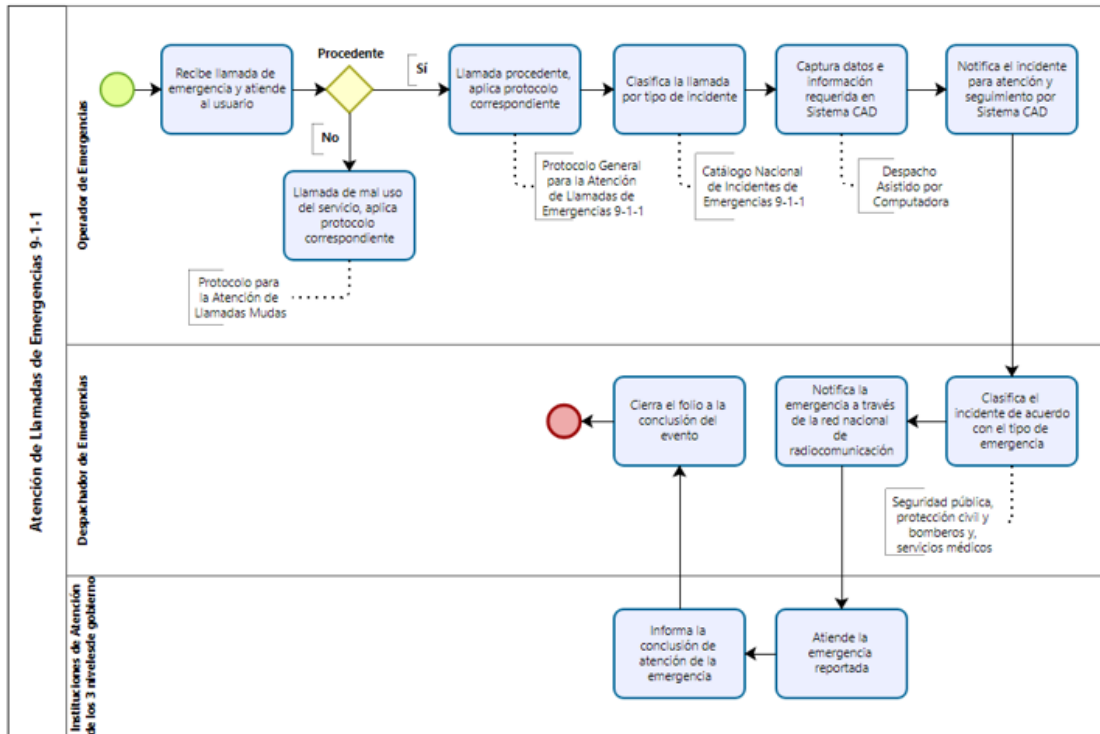 Atención de Llamadas de Emergencias 9-1-1
Operador de Emergencias
Recibe llamada de
emergencia y atiende
al usuario
Procedente
Sí
No
Llamada procedente,
aplica protocolo
correspondiente
Clasifica la llamada
por tipo de incidente
Captura datos e
información
requerida en
Sistema CAD
Notifica el incidente
para atención y
seguimiento por
Sistema CAD
Protocolo General
para la Atención
de Llamadas de
Emergencias 9-1-1
Catálogo Nacional
de Incidentes de
Emergencias 9-1-1
Despacho
Asistido por
Computadora
Llamada de mal uso
del servicio, aplica
protocolo
correspondiente
Protocolo para
la Atención de
Llamadas Mudas
Despachador de Emergencias
Cierra el folio a la
conclusión del
evento
Notifica la
emergencia a través
de la red nacional
de
radiocomunicación
Clasifica el
incidente de acuerdo
con el tipo de
emergencia
Seguridad pública,
protección civil y
bomberos y,
servicios médicos
Instituciones de Atención
de los 3 nivelesde gobierno
Informa la
conclusión de
atención de la
emergencia
Atiende la
emergencia
reportada